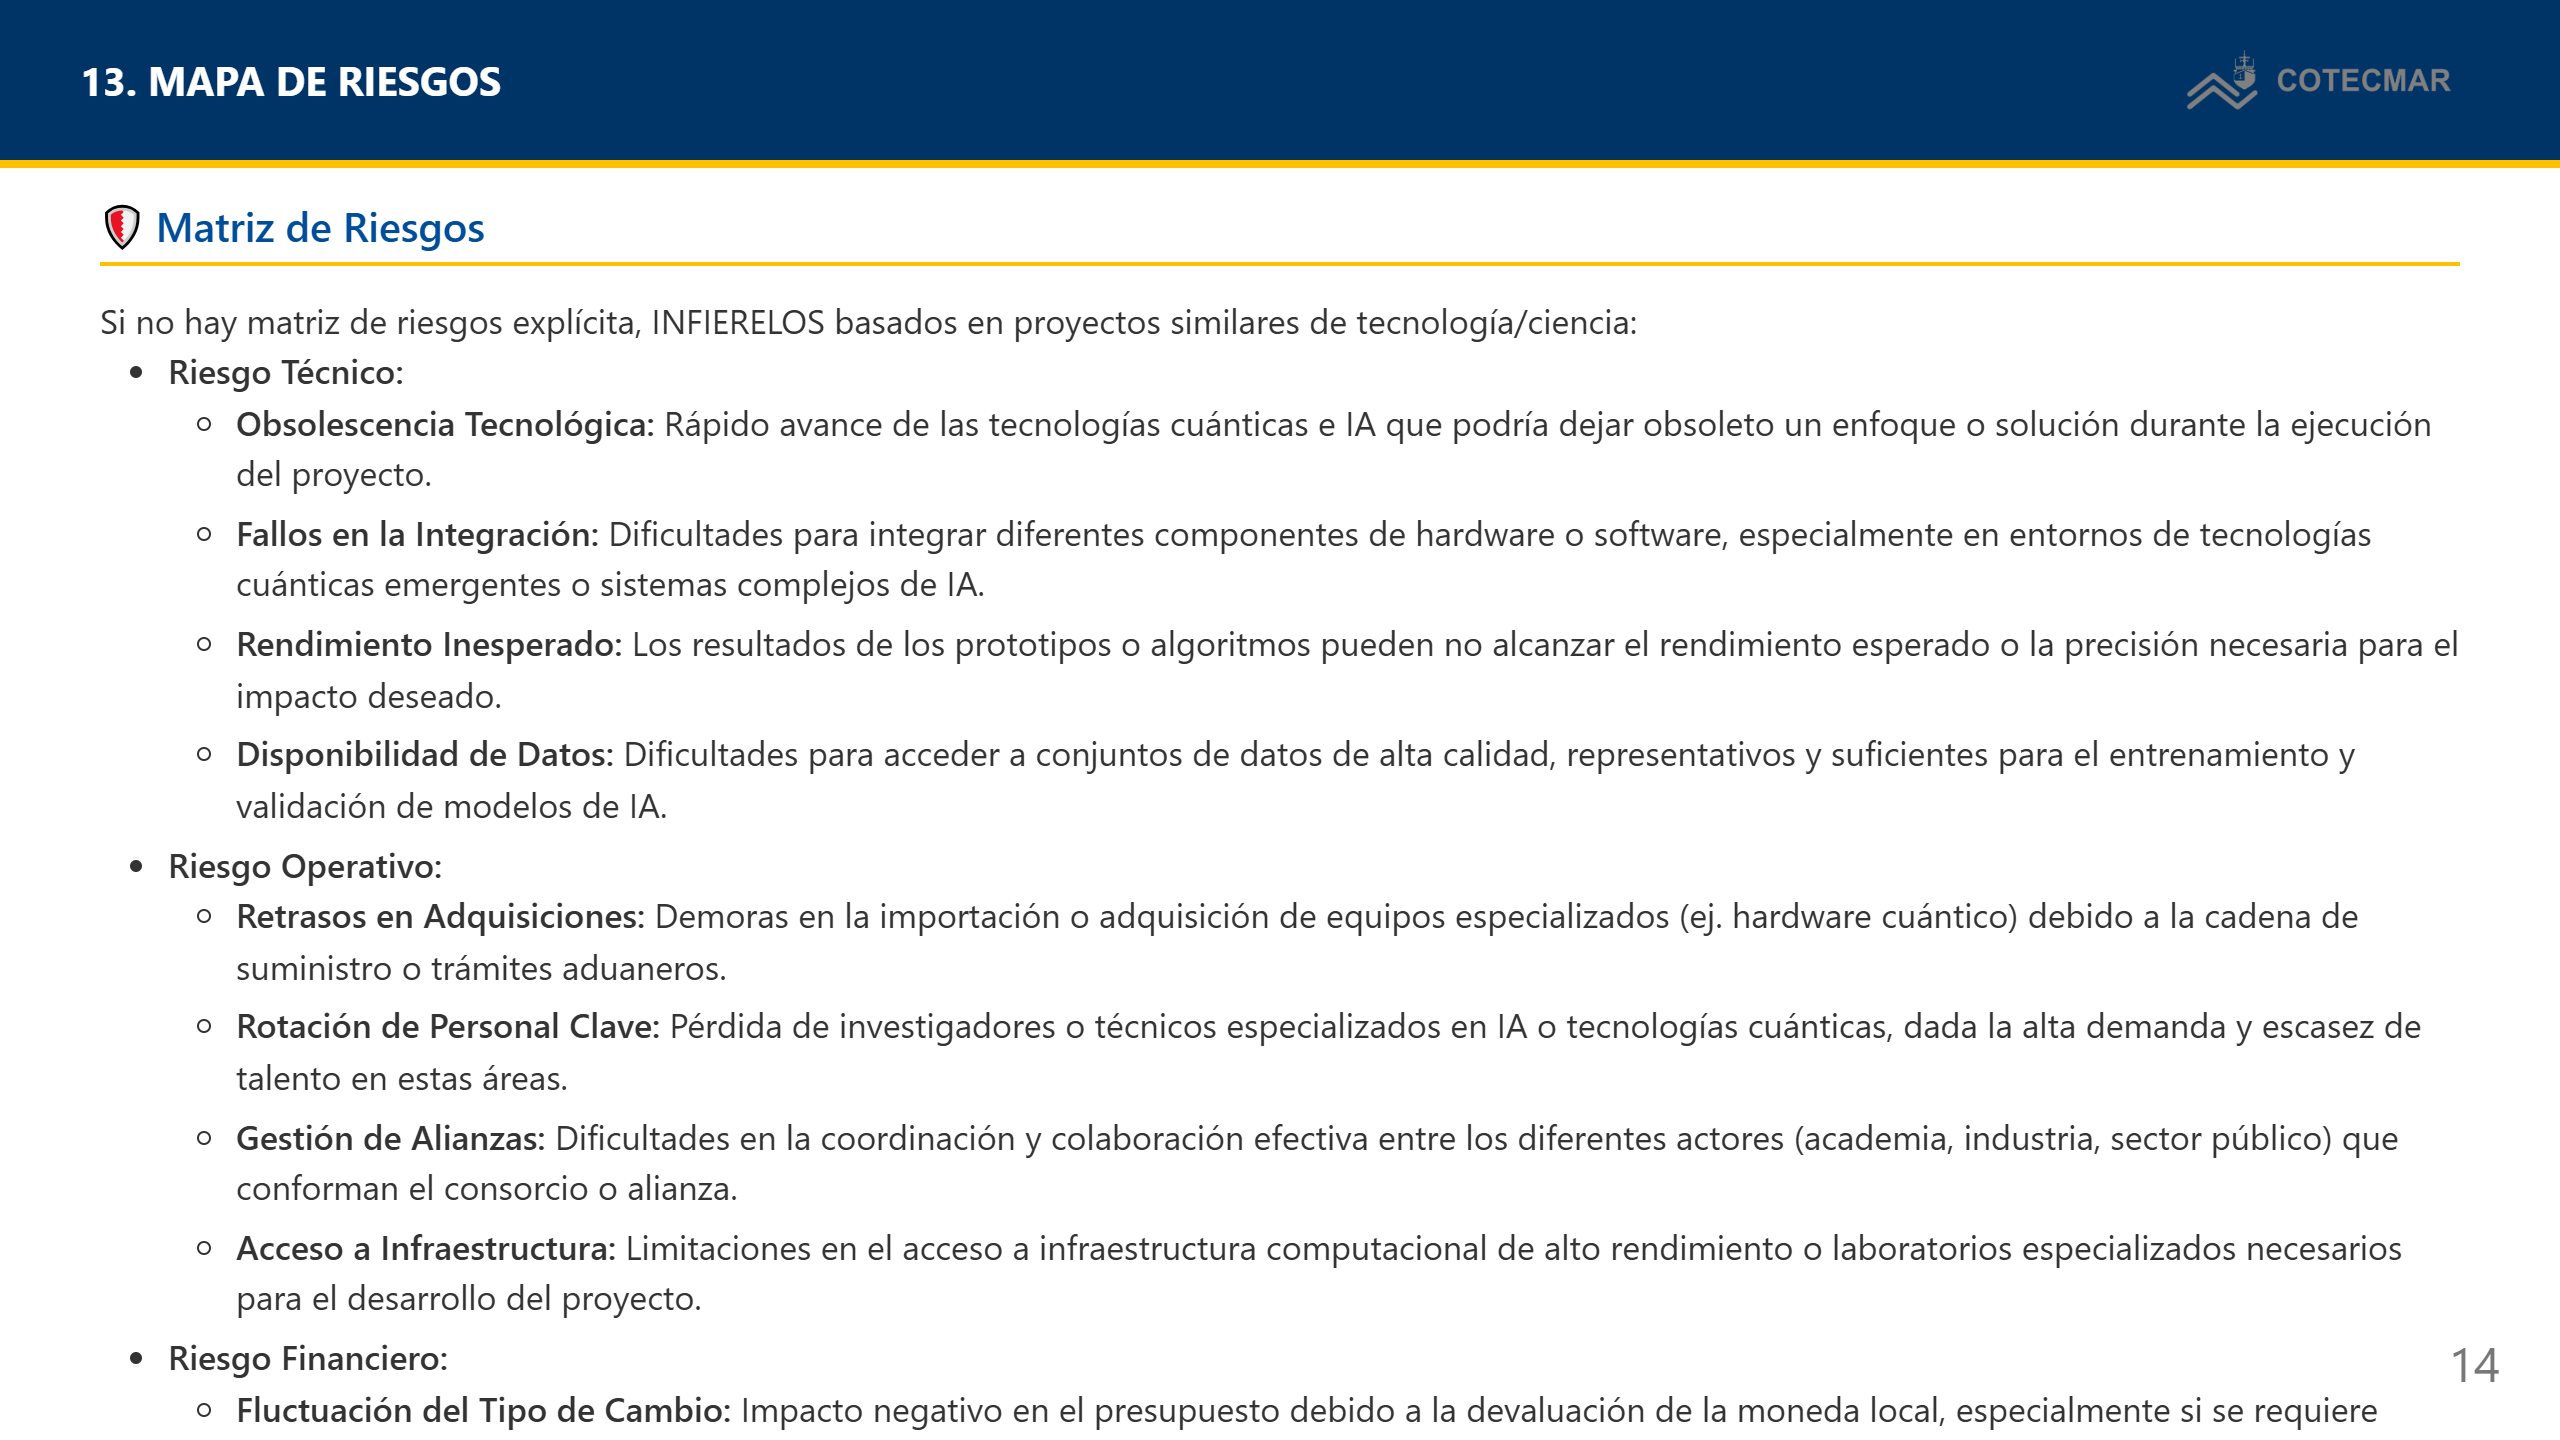 13. MAPA DE RIESGOS
COTECMAR
Matriz de Riesgos
Si no hay matriz de riesgos explícita, INFIERELOS basados en proyectos similares de tecnología/ciencia:
• Riesgo Técnico:
○ Obsolescencia Tecnológica: Rápido avance de las tecnologías cuánticas e IA que podría dejar obsoleto un enfoque o solución durante la ejecución
del proyecto.
○ Fallos en la Integración: Dificultades para integrar diferentes componentes de hardware o software, especialmente en entornos de tecnologías
cuánticas emergentes o sistemas complejos de IA.
○ Rendimiento Inesperado: Los resultados de los prototipos o algoritmos pueden no alcanzar el rendimiento esperado o la precisión necesaria para el
impacto deseado.
○ Disponibilidad de Datos: Dificultades para acceder a conjuntos de datos de alta calidad, representativos y suficientes para el entrenamiento y
validación de modelos de IA.
• Riesgo Operativo:
○ Retrasos en Adquisiciones: Demoras en la importación o adquisición de equipos especializados (ej. hardware cuántico) debido a la cadena de
suministro o trámites aduaneros.
○ Rotación de Personal Clave: Pérdida de investigadores o técnicos especializados en IA o tecnologías cuánticas, dada la alta demanda y escasez de
talento en estas áreas.
○ Gestión de Alianzas: Dificultades en la coordinación y colaboración efectiva entre los diferentes actores (academia, industria, sector público) que
conforman el consorcio o alianza.
○ Acceso a Infraestructura: Limitaciones en el acceso a infraestructura computacional de alto rendimiento o laboratorios especializados necesarios
para el desarrollo del proyecto.
• Riesgo Financiero:
○ Fluctuación del Tipo de Cambio: Impacto negativo en el presupuesto debido a la devaluación de la moneda local, especialmente si se requiere
14